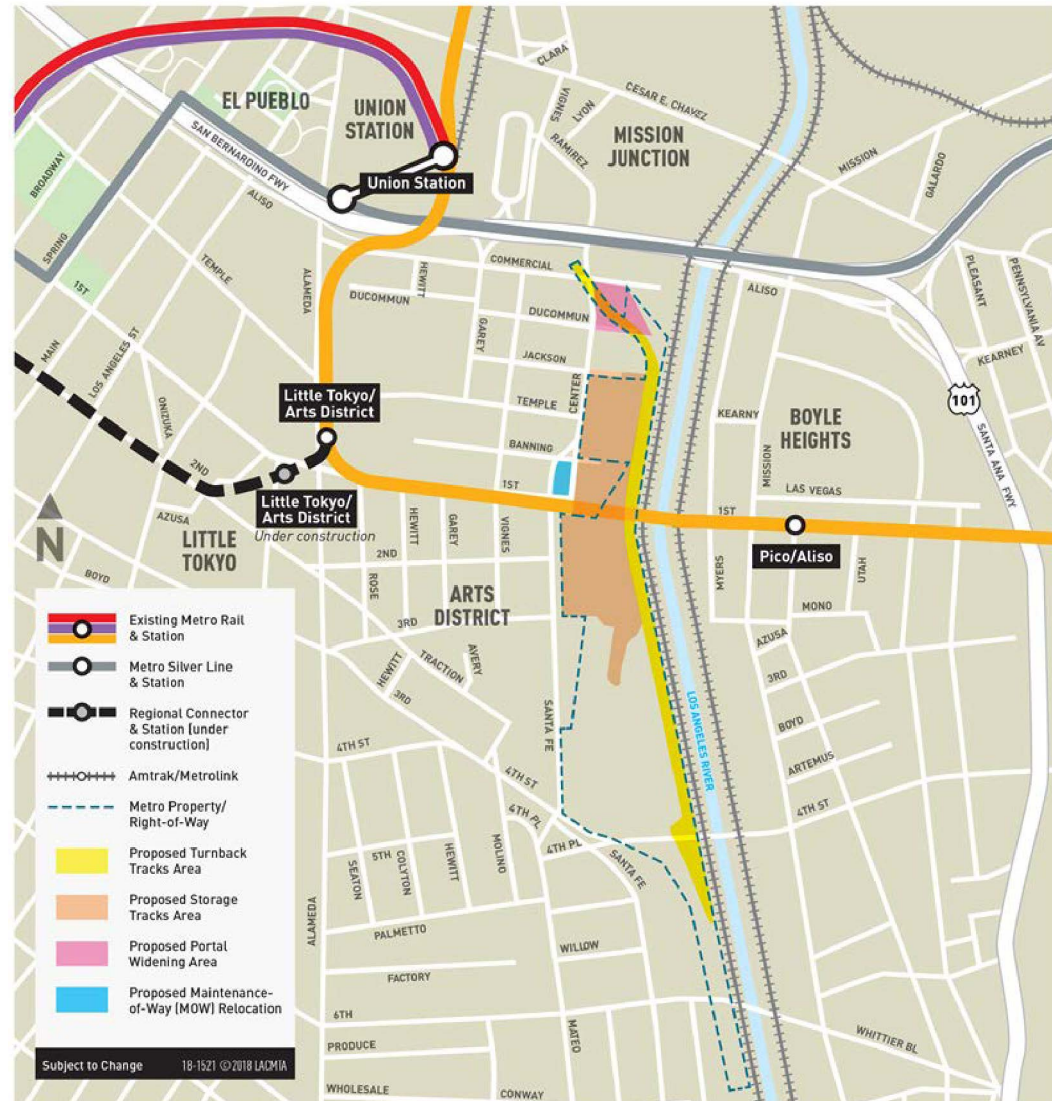 CLARA
VIGNES
LYON
CESAR E. CHAVEZ
EL PUEBLO
UNION
STATION
RAMIREZ
MISSION
JUNCTION
MISSION
GALARDO
BROADWAY
SAN BERNARDINO FWY
Union Station
ALISO
SPRING
1ST
TEMPLE
ALAMEDA
HEWITT
COMMERCIAL
DUCOMMUN
DUCOMMUN
GAREY
JACKSON
CENTER
ALISO
PLEASANT
PENNSYLVANIA AV
KEARNEY
MAIN
LOS ANGELES ST
ONIZUKA
2ND
Little Tokyo/
Arts District
TEMPLE
BANNING
KEARNY
MISSION
BOYLE
HEIGHTS
101
SANTA ANA FWY
1ST
LAS VEGAS
1ST
Little Tokyo/
Arts District
Under construction
AZUSA
LITTLE
TOKYO
N
BOYD
HEWITT
GAREY
VIGNES
2ND
ROSE
ARTS
DISTRICT
3RD
Pico/Aliso
MYERS
UTAH
MONO
AZUSA
3RD
BOYD
ARTEMUS
4TH ST
HEWITT
TRACTION
AVERY
3RD
SANTA FE
LOS ANGELES RIVER
4TH ST
4TH ST
4TH PL
4TH PL
SANTA FE
SEATON
5TH
COLYTON
HEWITT
MOLINO
ALAMEDA
PALMETTO
WILLOW
FACTORY
6TH
MATEO
PRODUCE
WHITTIER BL
WHOLESALE
CONWAY
Existing Metro Rail
& Station
Metro Silver Line
& Station
Regional Connector
& Station (under
construction)
Amtrak/Metrolink
Metro Property/
Right-of-Way
Proposed Turnback
Tracks Area
Proposed Storage
Tracks Area
Proposed Portal
Widening Area
Proposed Maintenance-
of-Way (MOW) Relocation
Subject to Change 18-1521 ©2018 LACMTA